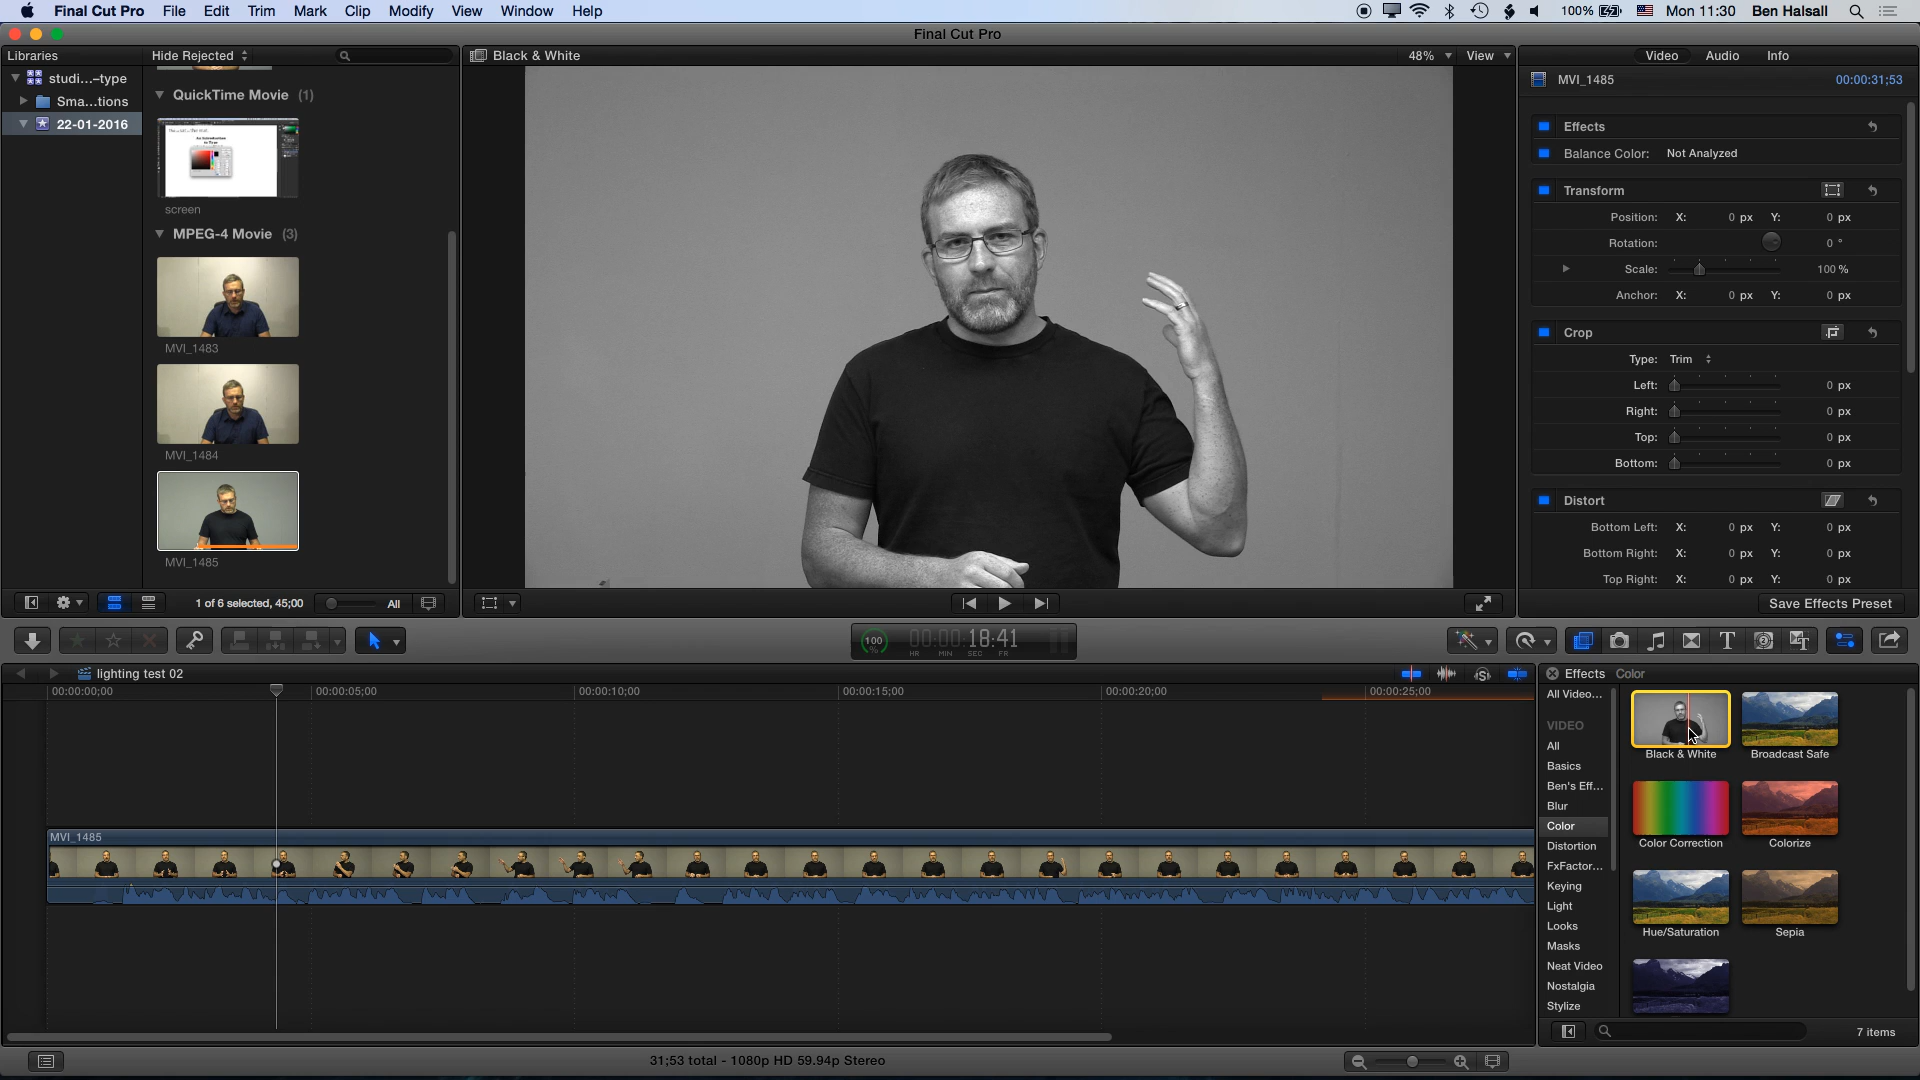 Final Cut Pro File Edit Trim Mark Clip Modify View Window Help 100% Mon 11:30 Ben Halsall
Final Cut Pro
Libraries Hide Rejected
Black & White 48% View
Video Audio Info
studi...–type
Sma...tions
22-01-2016
QuickTime Movie (1)
screen
MPEG-4 Movie (3)
MVI_1483
MVI_1484
MVI_1485
1 of 6 selected, 45;00 All
MVI_1485 00:00:31;53
Effects
Balance Color: Not Analyzed
Transform
Position: X: 0 px Y: 0 px
Rotation: 0 °
Scale: 100 %
Anchor: X: 0 px Y: 0 px
Crop
Type: Trim
Left: 0 px
Right: 0 px
Top: 0 px
Bottom: 0 px
Distort
Bottom Left: X: 0 px Y: 0 px
Bottom Right: X: 0 px Y: 0 px
Top Right: X: 0 px Y: 0 px
Save Effects Preset
100 % 00:00:18:41
HR MIN SEC FR
lighting test 02
00:00:00;00 00:00:05;00 00:00:10;00 00:00:15;00 00:00:20;00 00:00:25;00
MVI_1485
Effects Color
All Video...
VIDEO
All
Basics
Ben's Eff...
Blur
Color
Distortion
FxFactor...
Keying
Light
Looks
Masks
Neat Video
Nostalgia
Stylize
Black & White Broadcast Safe
Color Correction Colorize
Hue/Saturation Sepia
7 items
31;53 total - 1080p HD 59.94p Stereo